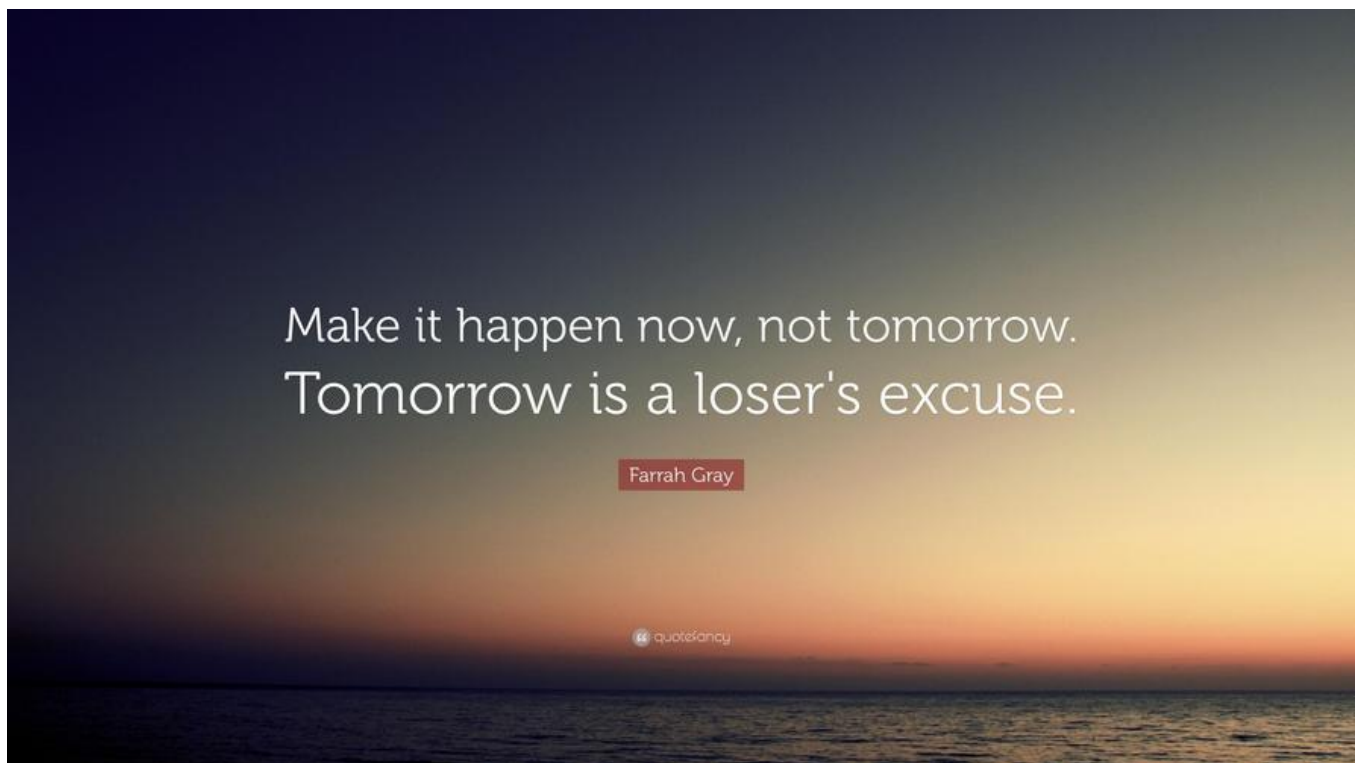 Make it happen now, not tomorrow.
Tomorrow is a loser's excuse.
Farrah Gray
quotefancy